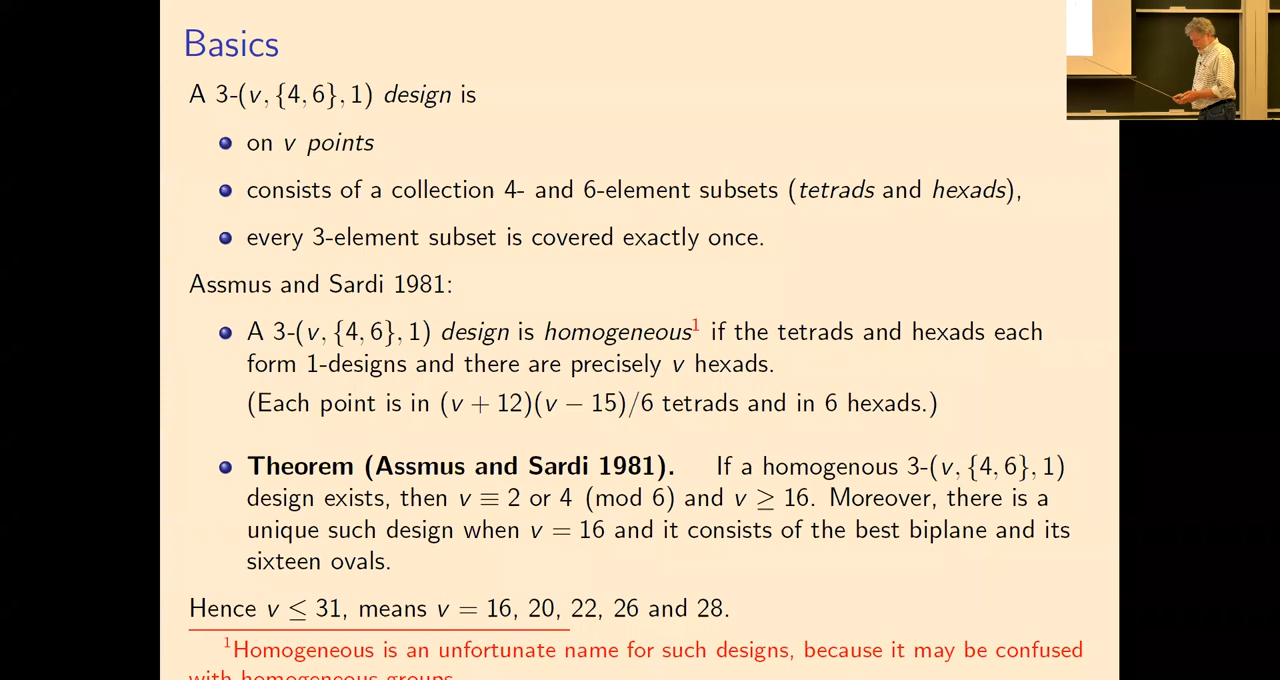 Basics
A 3-(v, {4, 6}, 1) design is
on v points
consists of a collection 4- and 6-element subsets (tetrads and hexads),
every 3-element subset is covered exactly once.
Assmus and Sardi 1981:
A 3-(v, {4, 6}, 1) design is homogeneous¹ if the tetrads and hexads each
form 1-designs and there are precisely v hexads.
(Each point is in (v + 12)(v − 15)/6 tetrads and in 6 hexads.)
Theorem (Assmus and Sardi 1981). If a homogenous 3-(v, {4, 6}, 1)
design exists, then v ≡ 2 or 4 (mod 6) and v ≥ 16. Moreover, there is a
unique such design when v = 16 and it consists of the best biplane and its
sixteen ovals.
Hence v ≤ 31, means v = 16, 20, 22, 26 and 28.
¹Homogeneous is an unfortunate name for such designs, because it may be confused
with homogeneous groups